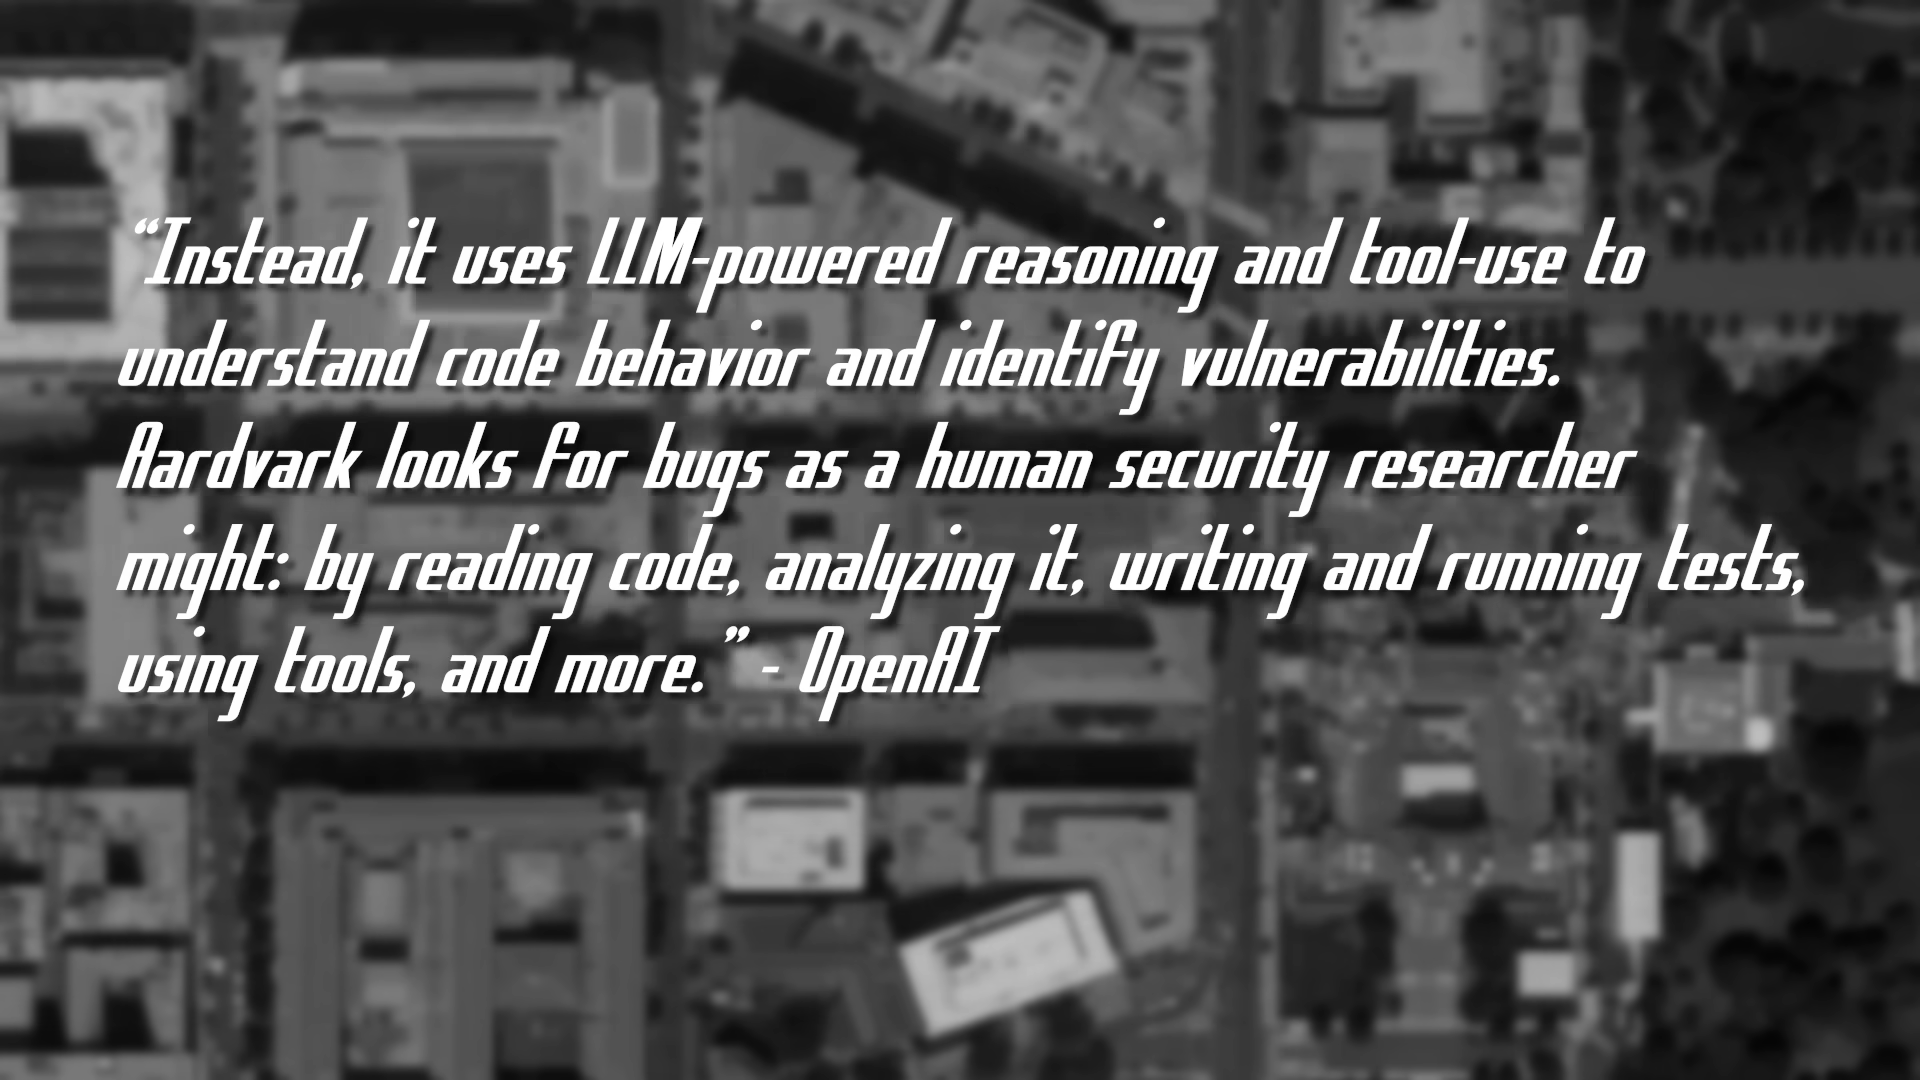 “Instead, it uses LLM-powered reasoning and tool-use to
understand code behavior and identify vulnerabilities.
Aardvark looks for bugs as a human security researcher
might: by reading code, analyzing it, writing and running tests,
using tools, and more.” - OpenAI